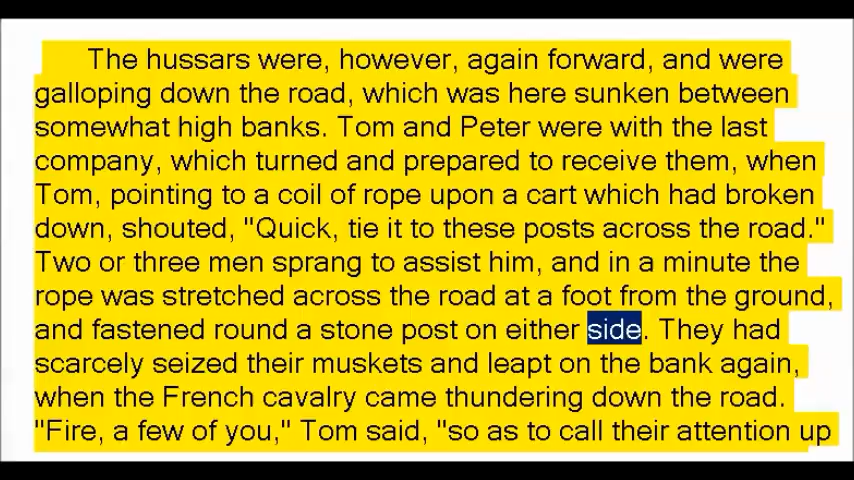 The hussars were, however, again forward, and were
galloping down the road, which was here sunken between
somewhat high banks. Tom and Peter were with the last
company, which turned and prepared to receive them, when
Tom, pointing to a coil of rope upon a cart which had broken
down, shouted, "Quick, tie it to these posts across the road."
Two or three men sprang to assist him, and in a minute the
rope was stretched across the road at a foot from the ground,
and fastened round a stone post on either side. They had
scarcely seized their muskets and leapt on the bank again,
when the French cavalry came thundering down the road.
"Fire, a few of you," Tom said, "so as to call their attention up